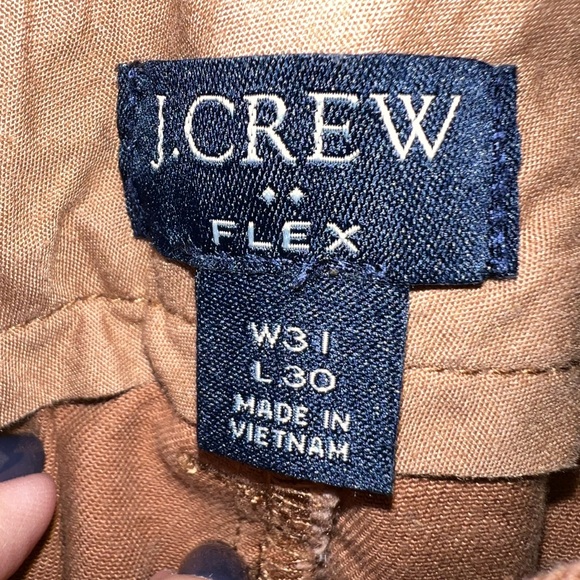 J.CREW
FLEX
W31
L30
MADE IN
VIETNAM